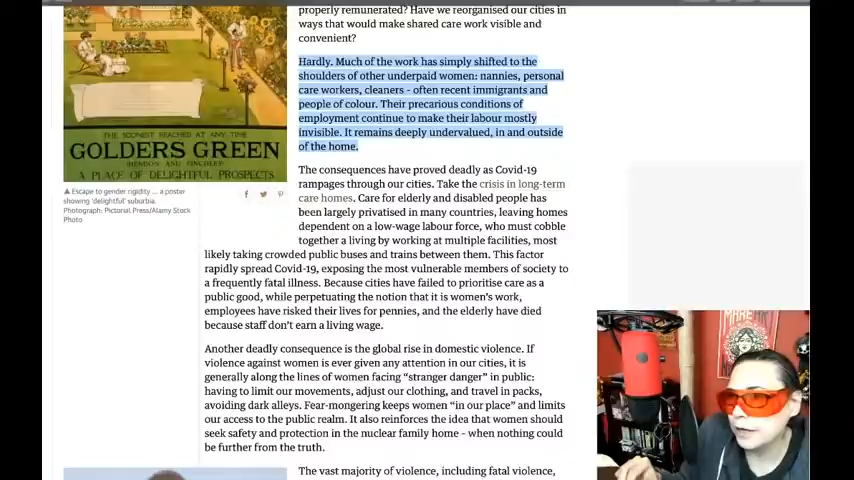 properly remunerated? Have we reorganised our cities in
ways that would make shared care work visible and
convenient?
Hardly. Much of the work has simply shifted to the
shoulders of other underpaid women: nannies, personal
care workers, cleaners – often recent immigrants and
people of colour. Their precarious conditions of
employment continue to make their labour mostly
invisible. It remains deeply undervalued, in and outside
of the home.
THE SOONEST REACHED AT ANY TIME
GOLDERS GREEN
(HENDON AND FINCHLEY)
A PLACE OF DELIGHTFUL PROSPECTS
▲ Escape to gender rigidity ... a poster
showing 'delightful' suburbia.
Photograph: Pictorial Press/Alamy Stock
Photo
The consequences have proved deadly as Covid-19
rampages through our cities. Take the crisis in long-term
care homes. Care for elderly and disabled people has
been largely privatised in many countries, leaving homes
dependent on a low-wage labour force, who must cobble
together a living by working at multiple facilities, most
likely taking crowded public buses and trains between them. This factor
rapidly spread Covid-19, exposing the most vulnerable members of society to
a frequently fatal illness. Because cities have failed to prioritise care as a
public good, while perpetuating the notion that it is women's work,
employees have risked their lives for pennies, and the elderly have died
because staff don't earn a living wage.
Another deadly consequence is the global rise in domestic violence. If
violence against women is ever given any attention in our cities, it is
generally along the lines of women facing “stranger danger” in public:
having to limit our movements, adjust our clothing, and travel in packs,
avoiding dark alleys. Fear-mongering keeps women “in our place” and limits
our access to the public realm. It also reinforces the idea that women should
seek safety and protection in the nuclear family home – when nothing could
be further from the truth.
The vast majority of violence, including fatal violence,